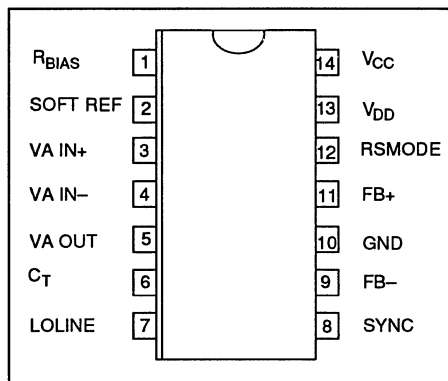 RBIAS 1 14 VCC
SOFT REF 2 13 VDD
VA IN+ 3 12 RSMODE
VA IN– 4 11 FB+
VA OUT 5 10 GND
CT 6 9 FB–
LOLINE 7 8 SYNC